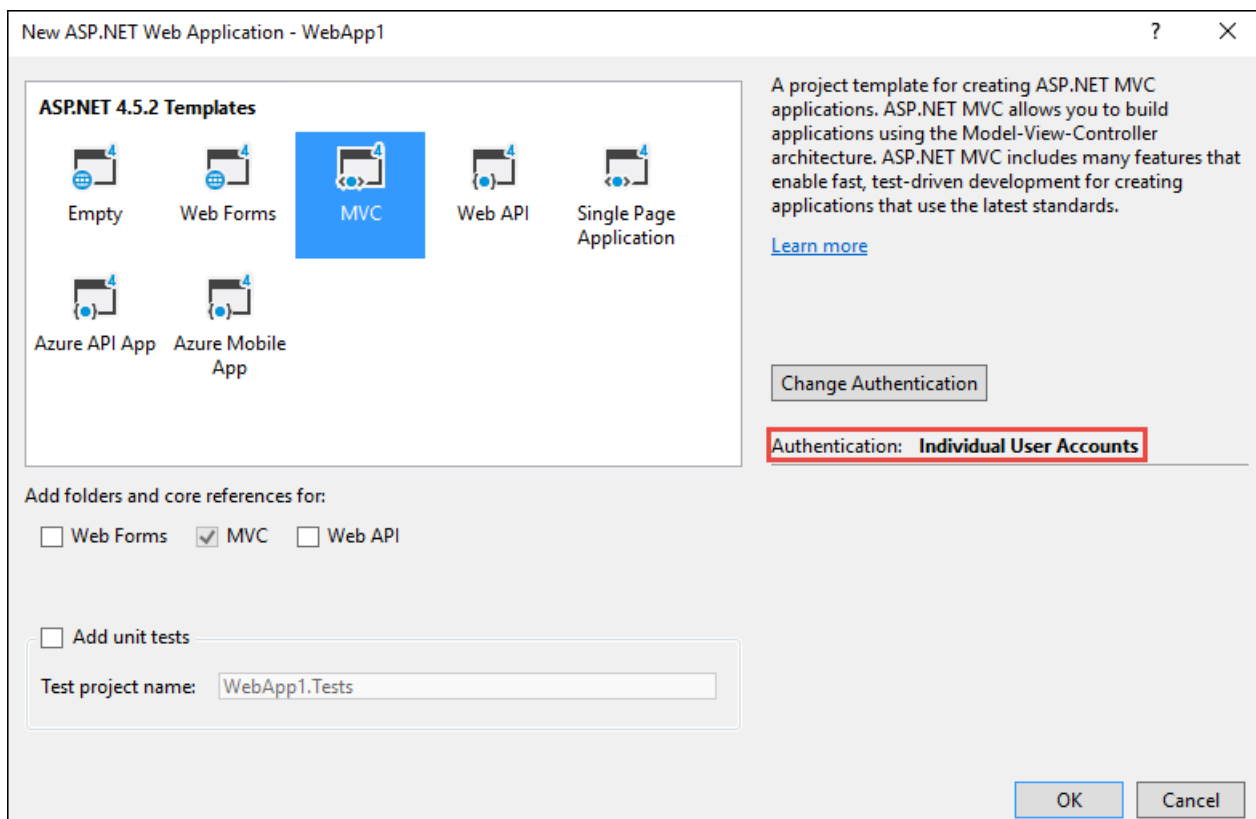 New ASP.NET Web Application - WebApp1
?
ASP.NET 4.5.2 Templates
4
Empty
4
Web Forms
4
MVC
4
Web API
4
Single Page
Application
4
Azure API App
4
Azure Mobile
App
A project template for creating ASP.NET MVC
applications. ASP.NET MVC allows you to build
applications using the Model-View-Controller
architecture. ASP.NET MVC includes many features that
enable fast, test-driven development for creating
applications that use the latest standards.
Learn more
Change Authentication
Authentication: Individual User Accounts
Add folders and core references for:
Web Forms MVC Web API
Add unit tests
Test project name: WebApp1.Tests
OK Cancel